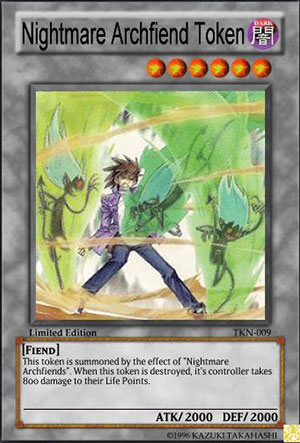 Nightmare Archfiend Token
DARK
闇
Limited Edition
TKN-009
[FIEND]
This token is summoned by the effect of "Nightmare
Archfiends". When this token is destroyed, it's controller takes
800 damage to their Life Points.
ATK/ 2000 DEF/ 2000
©1996 KAZUKI TAKAHASHI